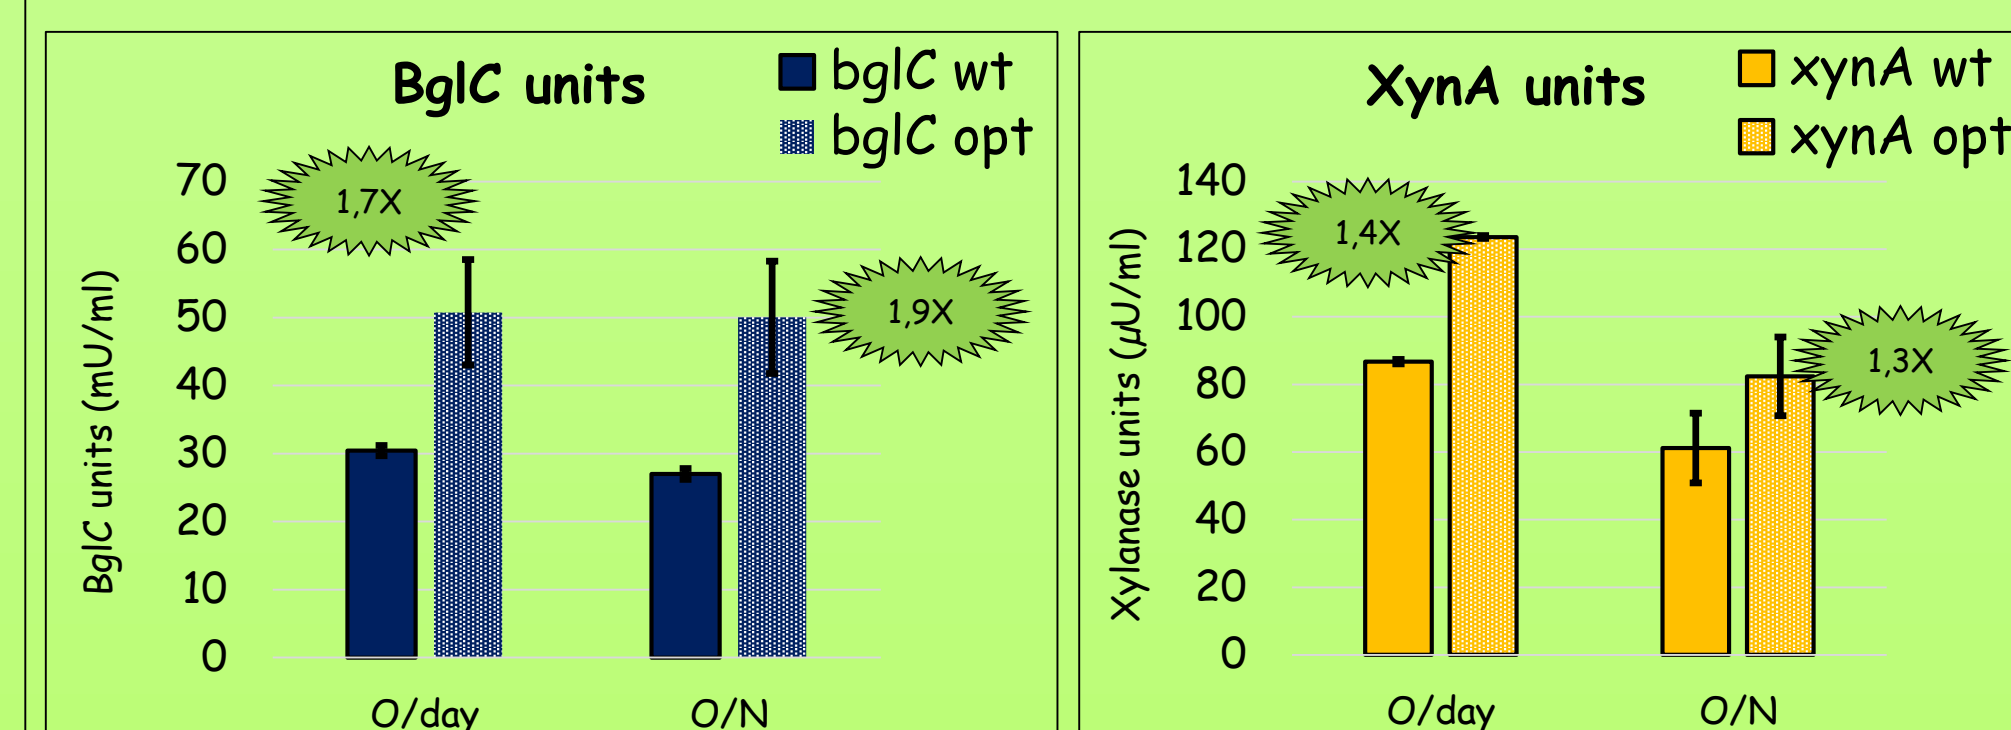 BglC units
bglC wt
bglC opt
BglC units (mU/ml)
70
60
50
40
30
20
10
0
1,7X
1,9X
O/day
O/N
XynA units
xynA wt
xynA opt
Xylanase units (µU/ml)
140
120
100
80
60
40
20
0
1,4X
1,3X
O/day
O/N